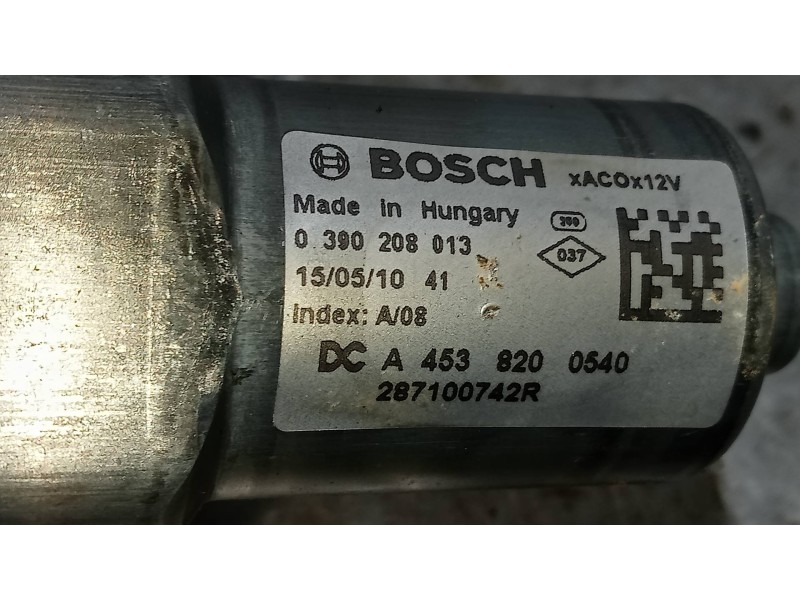 BOSCH xACOx12V
Made in Hungary
0 390 208 013
037
15/05/10 41
Index: A/08
DC A 453 820 0540
287100742R